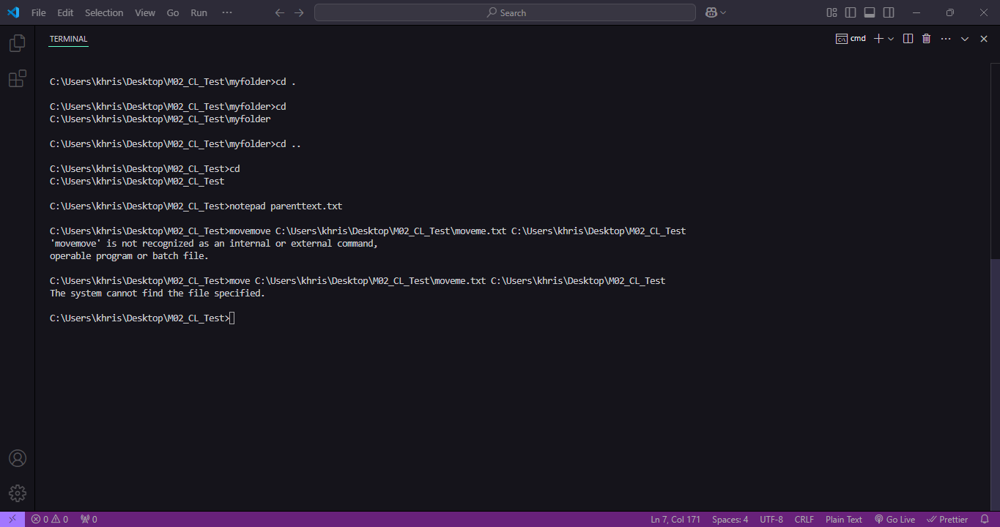 File Edit Selection View Go Run ··· Search
TERMINAL cmd
C:\Users\khris\Desktop\M02_CL_Test\myfolder>cd .
C:\Users\khris\Desktop\M02_CL_Test\myfolder>cd
C:\Users\khris\Desktop\M02_CL_Test\myfolder
C:\Users\khris\Desktop\M02_CL_Test\myfolder>cd ..
C:\Users\khris\Desktop\M02_CL_Test>cd
C:\Users\khris\Desktop\M02_CL_Test
C:\Users\khris\Desktop\M02_CL_Test>notepad parenttext.txt
C:\Users\khris\Desktop\M02_CL_Test>movemove C:\Users\khris\Desktop\M02_CL_Test\moveme.txt C:\Users\khris\Desktop\M02_CL_Test
'movemove' is not recognized as an internal or external command,
operable program or batch file.
C:\Users\khris\Desktop\M02_CL_Test>move C:\Users\khris\Desktop\M02_CL_Test\moveme.txt C:\Users\khris\Desktop\M02_CL_Test
The system cannot find the file specified.
C:\Users\khris\Desktop\M02_CL_Test>
0 0 0 Ln 7, Col 171 Spaces: 4 UTF-8 CRLF Plain Text Go Live Prettier